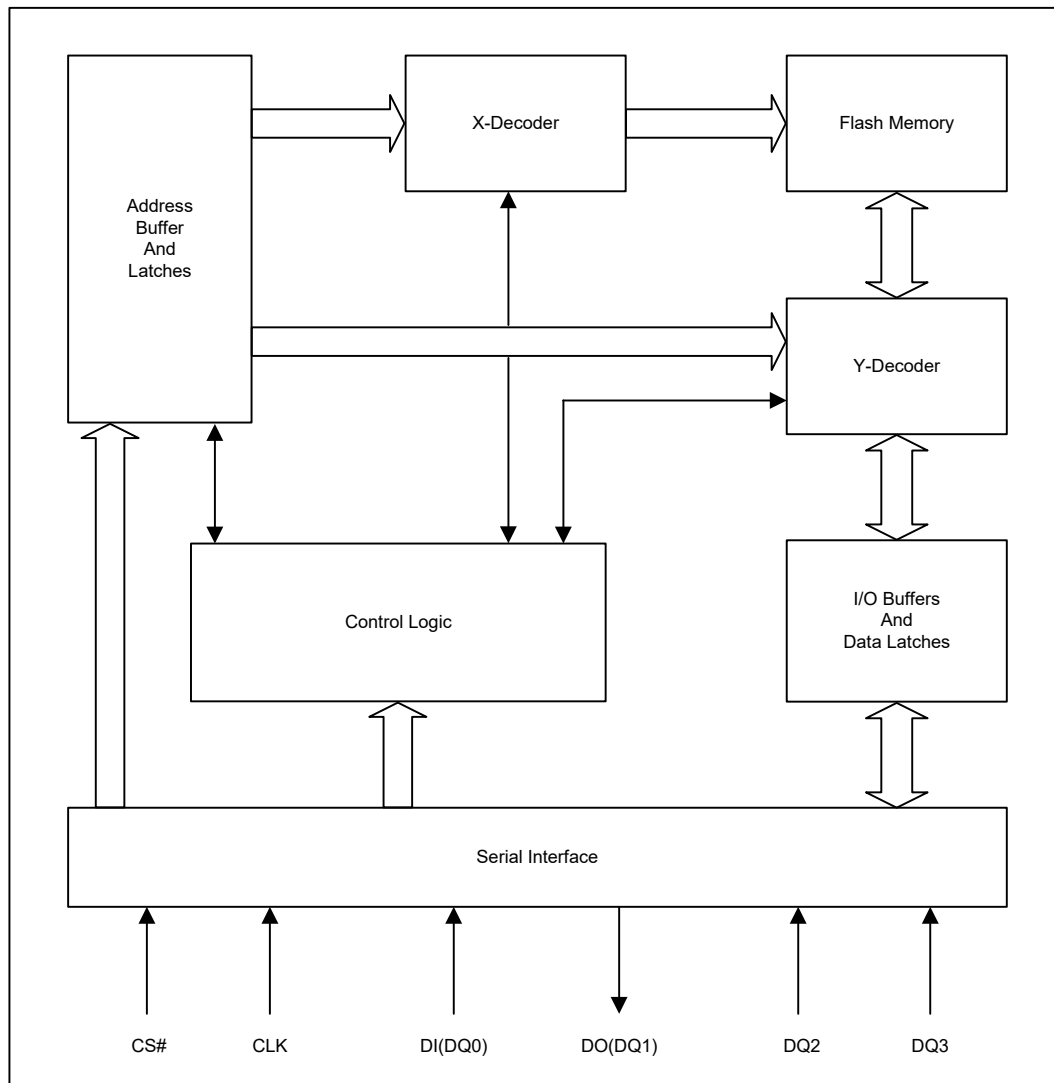 Address
Buffer
And
Latches
X-Decoder
Flash Memory
Y-Decoder
Control Logic
I/O Buffers
And
Data Latches
Serial Interface
CS#
CLK
DI(DQ0)
DO(DQ1)
DQ2
DQ3